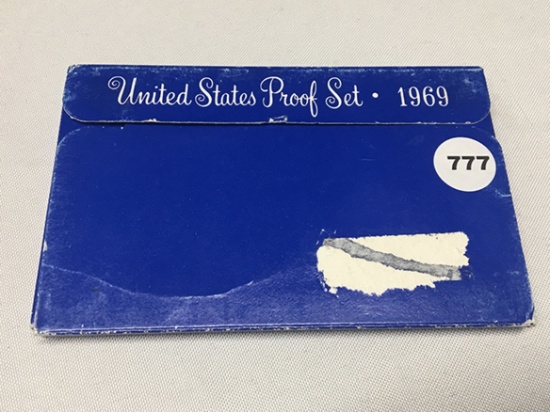 United States Proof Set • 1969
777